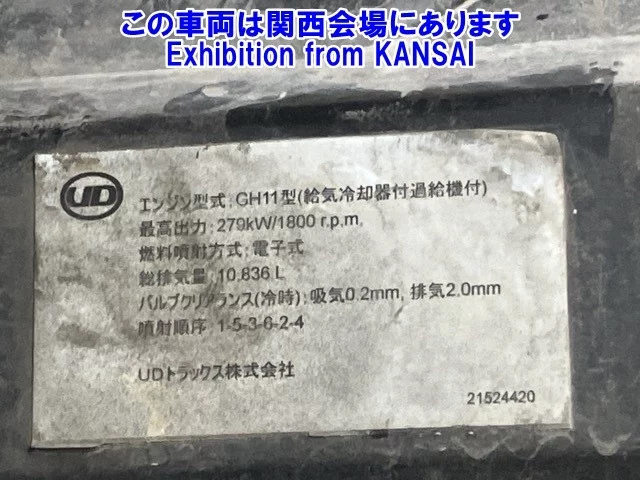 この車両は関西会場にあります
Exhibition from KANSAI
UD
エンジン型式: GH11型(給気冷却器付過給機付)
最高出力: 279kW/1800 r.p.m.
燃料噴射方式: 電子式
総排気量: 10.836 L
バルブクリアランス(冷時): 吸気0.2mm, 排気2.0mm
噴射順序: 1-5-3-6-2-4
UDトラックス株式会社
21524420